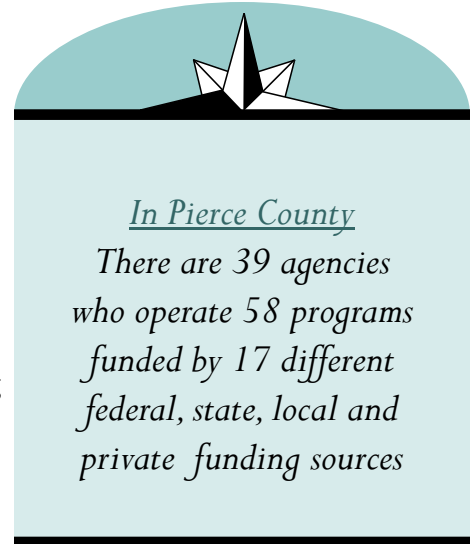 In Pierce County
There are 39 agencies
who operate 58 programs
funded by 17 different
federal, state, local and
private funding sources